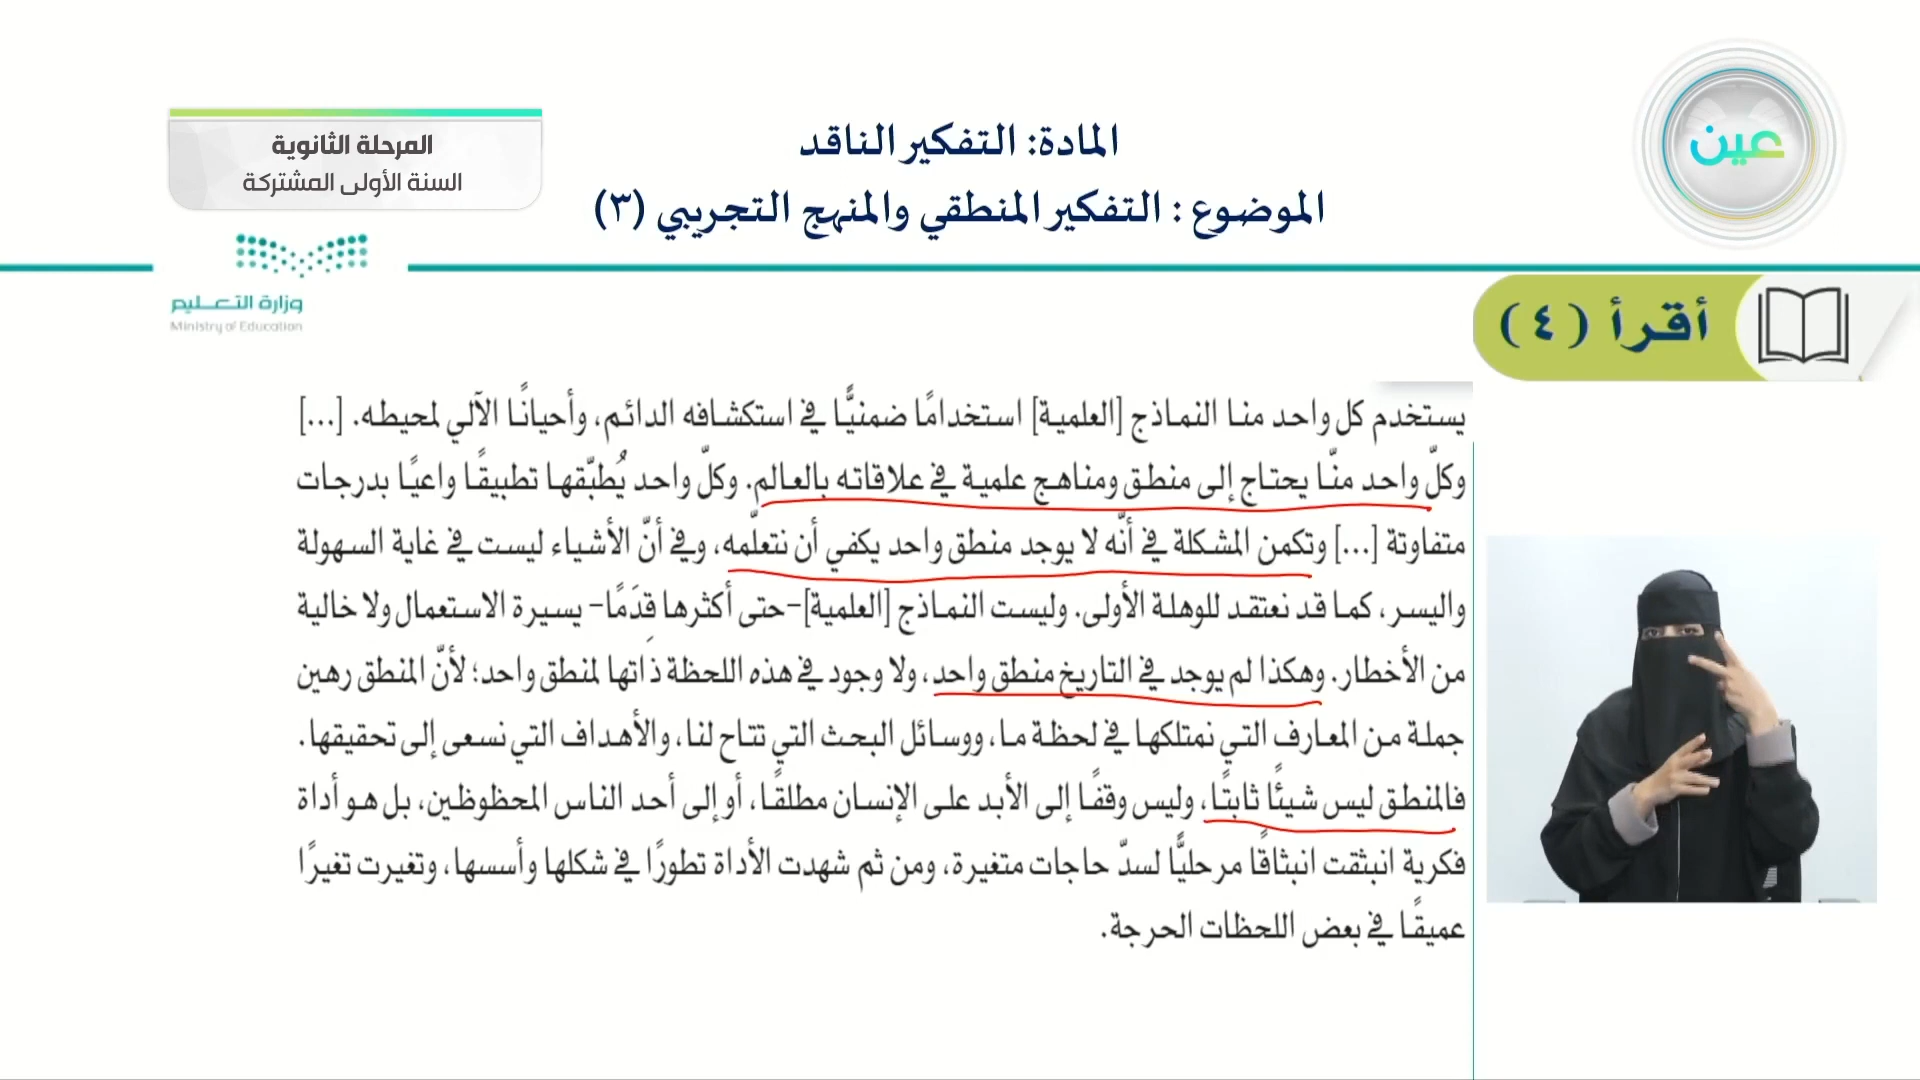 عين
المادة: التفكير الناقد
الموضوع : التفكير المنطقي والمنهج التجريبي (٣)
المرحلة الثانوية
السنة الأولى المشتركة
وزارة التعـــليم
Ministry of Education
أقرأ (٤)
يستخدم كل واحد منا النماذج [العلمية] استخدامًا ضمنيًّا في استكشافه الدائم، وأحيانًا الآلي لمحيطه. [...]
وكلّ واحد منّا يحتاج إلى منطق ومناهج علمية في علاقاته بالعالم. وكلّ واحد يُطبّقها تطبيقًا واعيًا بدرجات
متفاوتة [...] وتكمن المشكلة في أنّه لا يوجد منطق واحد يكفي أن نتعلّمه، وفي أنّ الأشياء ليست في غاية السهولة
واليسر، كما قد نعتقد للوهلة الأولى. وليست النماذج [العلمية]-حتى أكثرها قِدَمًا- يسيرة الاستعمال ولا خالية
من الأخطار. وهكذا لم يوجد في التاريخ منطق واحد، ولا وجود في هذه اللحظة ذاتها لمنطق واحد؛ لأنّ المنطق رهين
جملة من المعارف التي نمتلكها في لحظة ما، ووسائل البحث التي تتاح لنا، والأهداف التي نسعى إلى تحقيقها.
فالمنطق ليس شيئًا ثابتًا، وليس وقفًا إلى الأبد على الإنسان مطلقًا، أو إلى أحد الناس المحظوظين، بل هو أداة
فكرية انبثقت انبثاقًا مرحليًّا لسدّ حاجات متغيرة، ومن ثم شهدت الأداة تطورًا في شكلها وأسسها، وتغيرت تغيرًا
عميقًا في بعض اللحظات الحرجة.